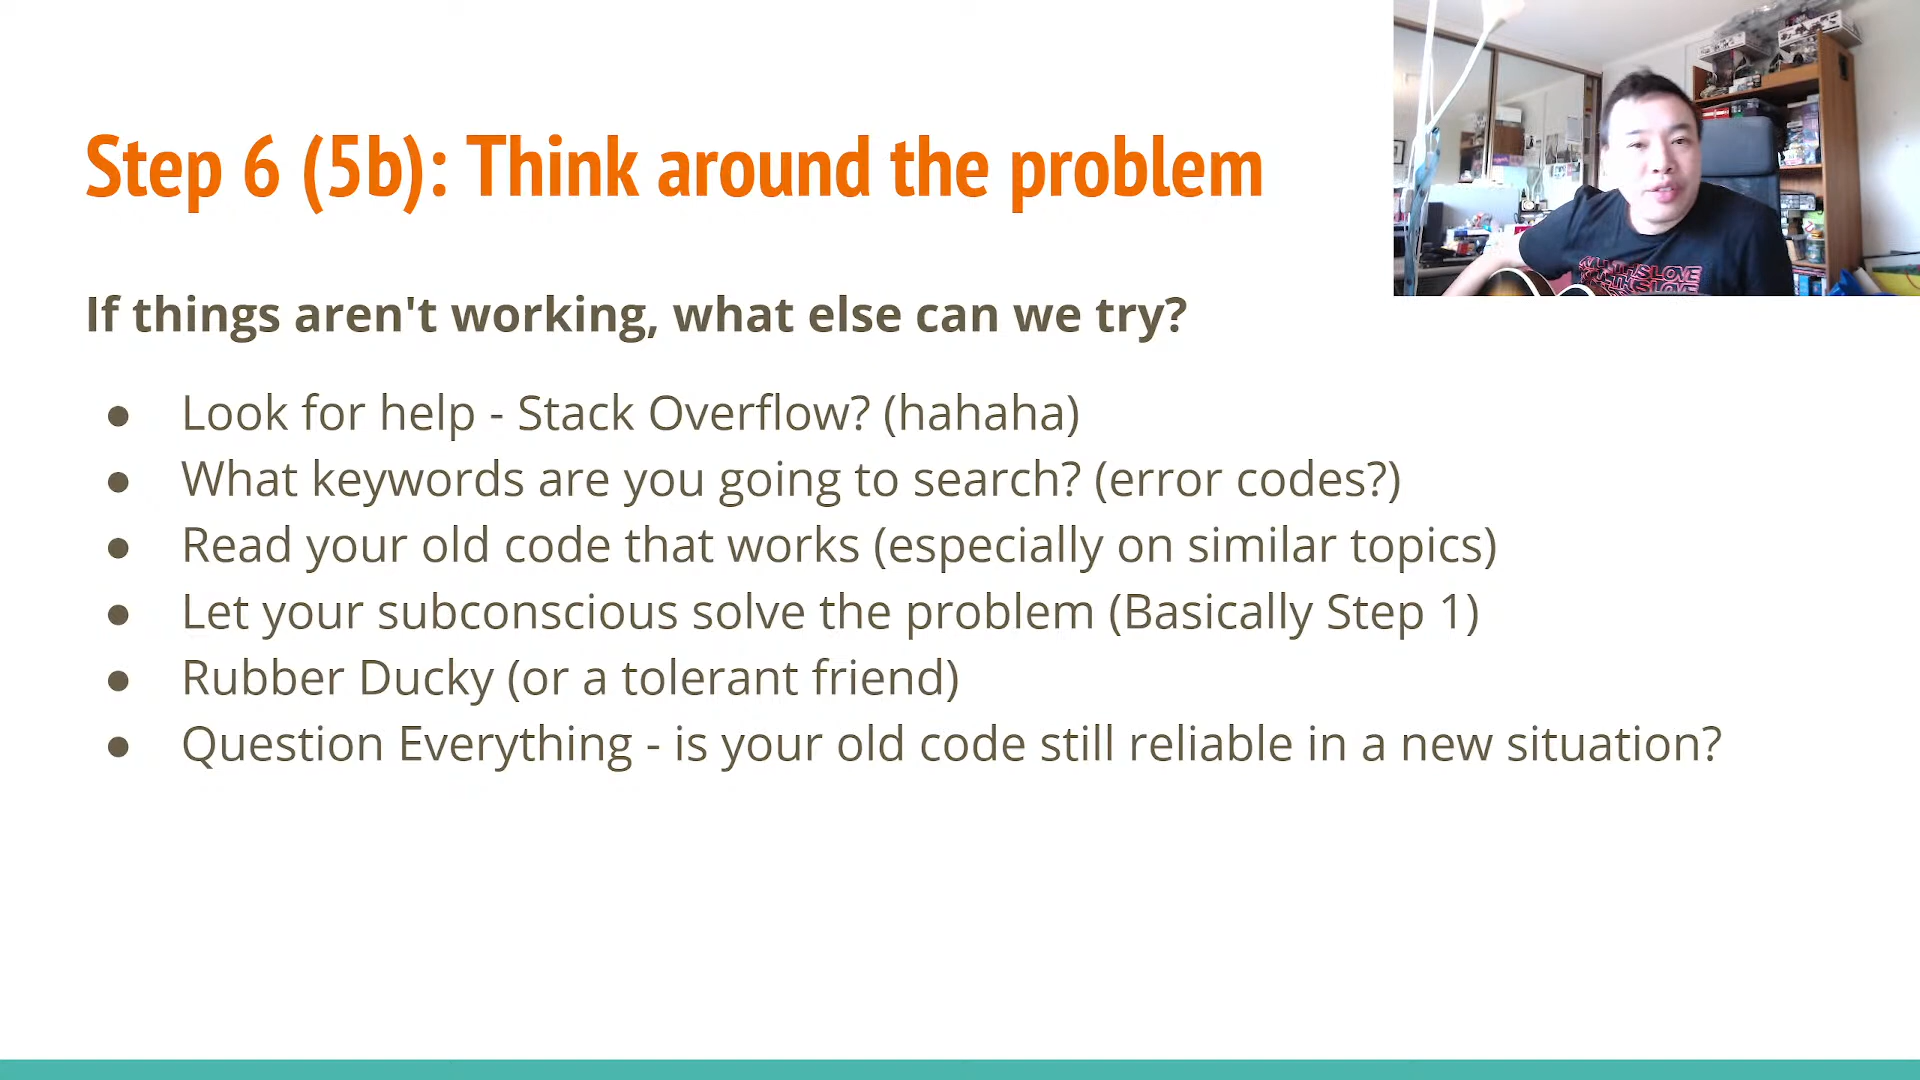 Step 6 (5b): Think around the problem
If things aren't working, what else can we try?
● Look for help - Stack Overflow? (hahaha)
● What keywords are you going to search? (error codes?)
● Read your old code that works (especially on similar topics)
● Let your subconscious solve the problem (Basically Step 1)
● Rubber Ducky (or a tolerant friend)
● Question Everything - is your old code still reliable in a new situation?